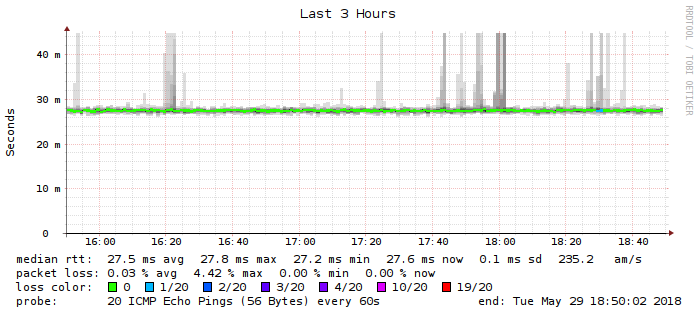 Last 3 Hours
RRDTOOL / TOBI OETIKER
Seconds
40 m
30 m
20 m
10 m
0
16:00 16:20 16:40 17:00 17:20 17:40 18:00 18:20 18:40
median rtt: 27.5 ms avg 27.8 ms max 27.2 ms min 27.6 ms now 0.1 ms sd 235.2 am/s
packet loss: 0.03 % avg 4.42 % max 0.00 % min 0.00 % now
loss color: 0 1/20 2/20 3/20 4/20 10/20 19/20
probe: 20 ICMP Echo Pings (56 Bytes) every 60s end: Tue May 29 18:50:02 2018